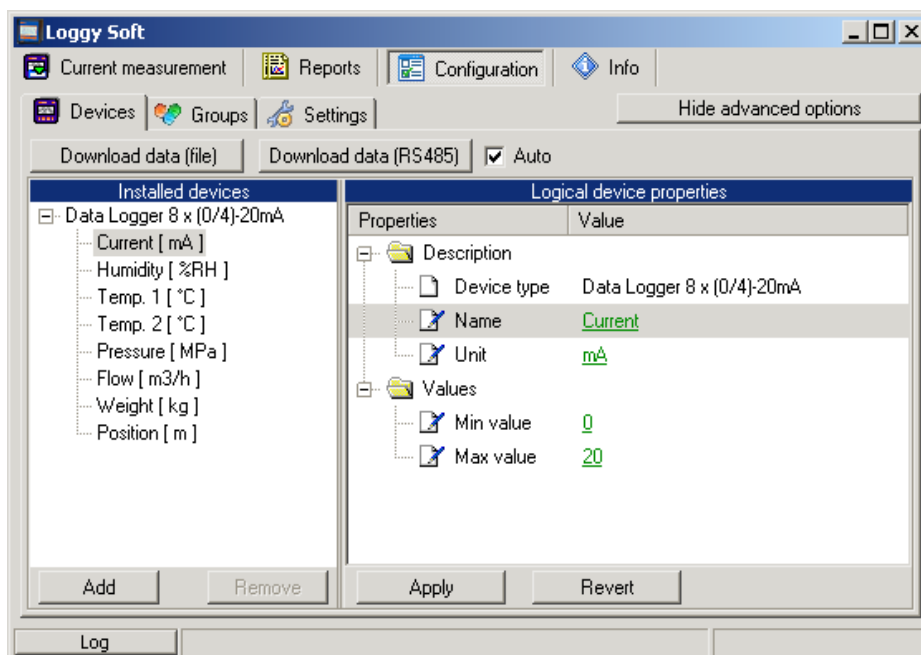 Loggy Soft
Current measurement Reports Configuration Info
Devices Groups Settings Hide advanced options
Download data (file) Download data (RS485) Auto
Installed devices
Data Logger 8 x (0/4)-20mA
Current [ mA ]
Humidity [ %RH ]
Temp. 1 [ °C ]
Temp. 2 [ °C ]
Pressure [ MPa ]
Flow [ m3/h ]
Weight [ kg ]
Position [ m ]
Add Remove
Logical device properties
Properties Value
Description
Device type Data Logger 8 x (0/4)-20mA
Name Current
Unit mA
Values
Min value 0
Max value 20
Apply Revert
Log